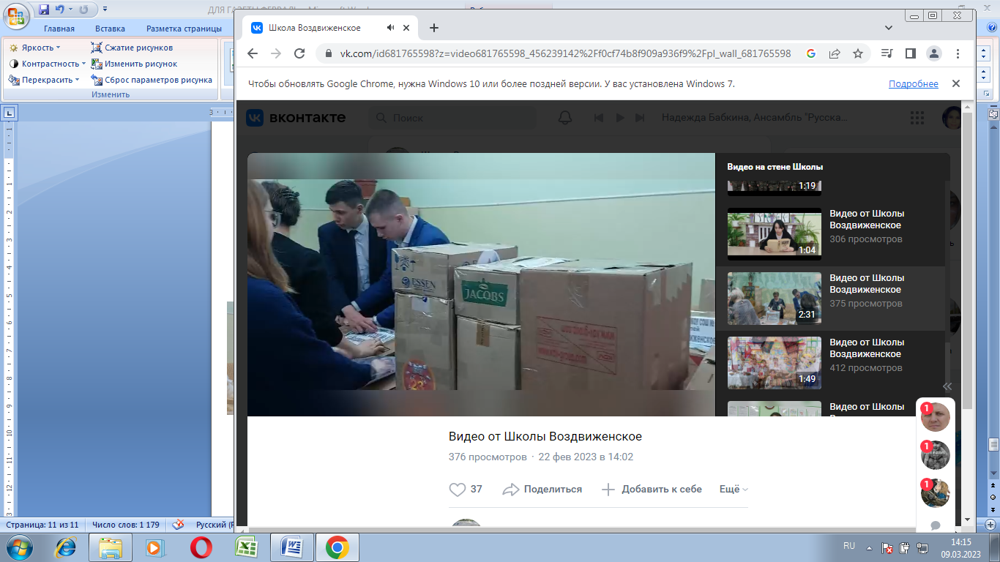 Главная
Вставка
Разметка страницы
Яркость
Сжатие рисунков
Контрастность
Изменить рисунок
Перекрасить
Сброс параметров рисунка
Изменить
Школа Воздвиженское
vk.com/id681765598?z=video681765598_456239142%2Ff0cf74b8f909a936f9%2Fpl_wall_681765598
Чтобы обновлять Google Chrome, нужна Windows 10 или более поздней версии. У вас установлена Windows 7.
Подробнее
вконтакте
Поиск
Надежда Бабкина, Ансамбль "Русска...
Видео на стене Школы
1:19
Видео от Школы
Воздвиженское
306 просмотров
1:04
Видео от Школы
Воздвиженское
375 просмотров
2:31
Видео от Школы
Воздвиженское
412 просмотров
1:49
Видео от Школы
ESSEN
ESSEN
JACOBS
23
Видео от Школы Воздвиженское
376 просмотров · 22 фев 2023 в 14:02
37
Поделиться
Добавить к себе
Ещё
1
1
1
Страница: 11 из 11
Число слов: 1 179
Русский (Р
RU
14:15
09.03.2023